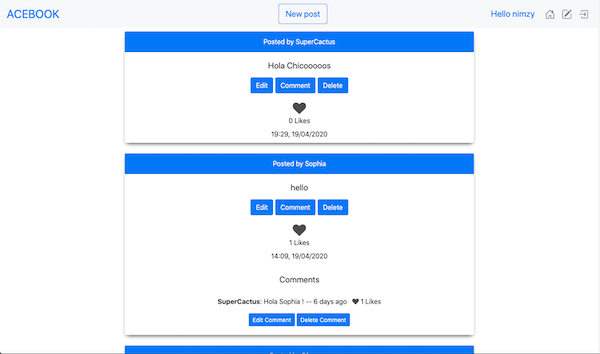 ACEBOOK New post Hello nimzy
Posted by SuperCactus
Hola Chicooooos
Edit Comment Delete
0 Likes
19:29, 19/04/2020
Posted by Sophia
hello
Edit Comment Delete
1 Likes
14:09, 19/04/2020
Comments
SuperCactus: Hola Sophia ! -- 6 days ago 1 Likes
Edit Comment Delete Comment